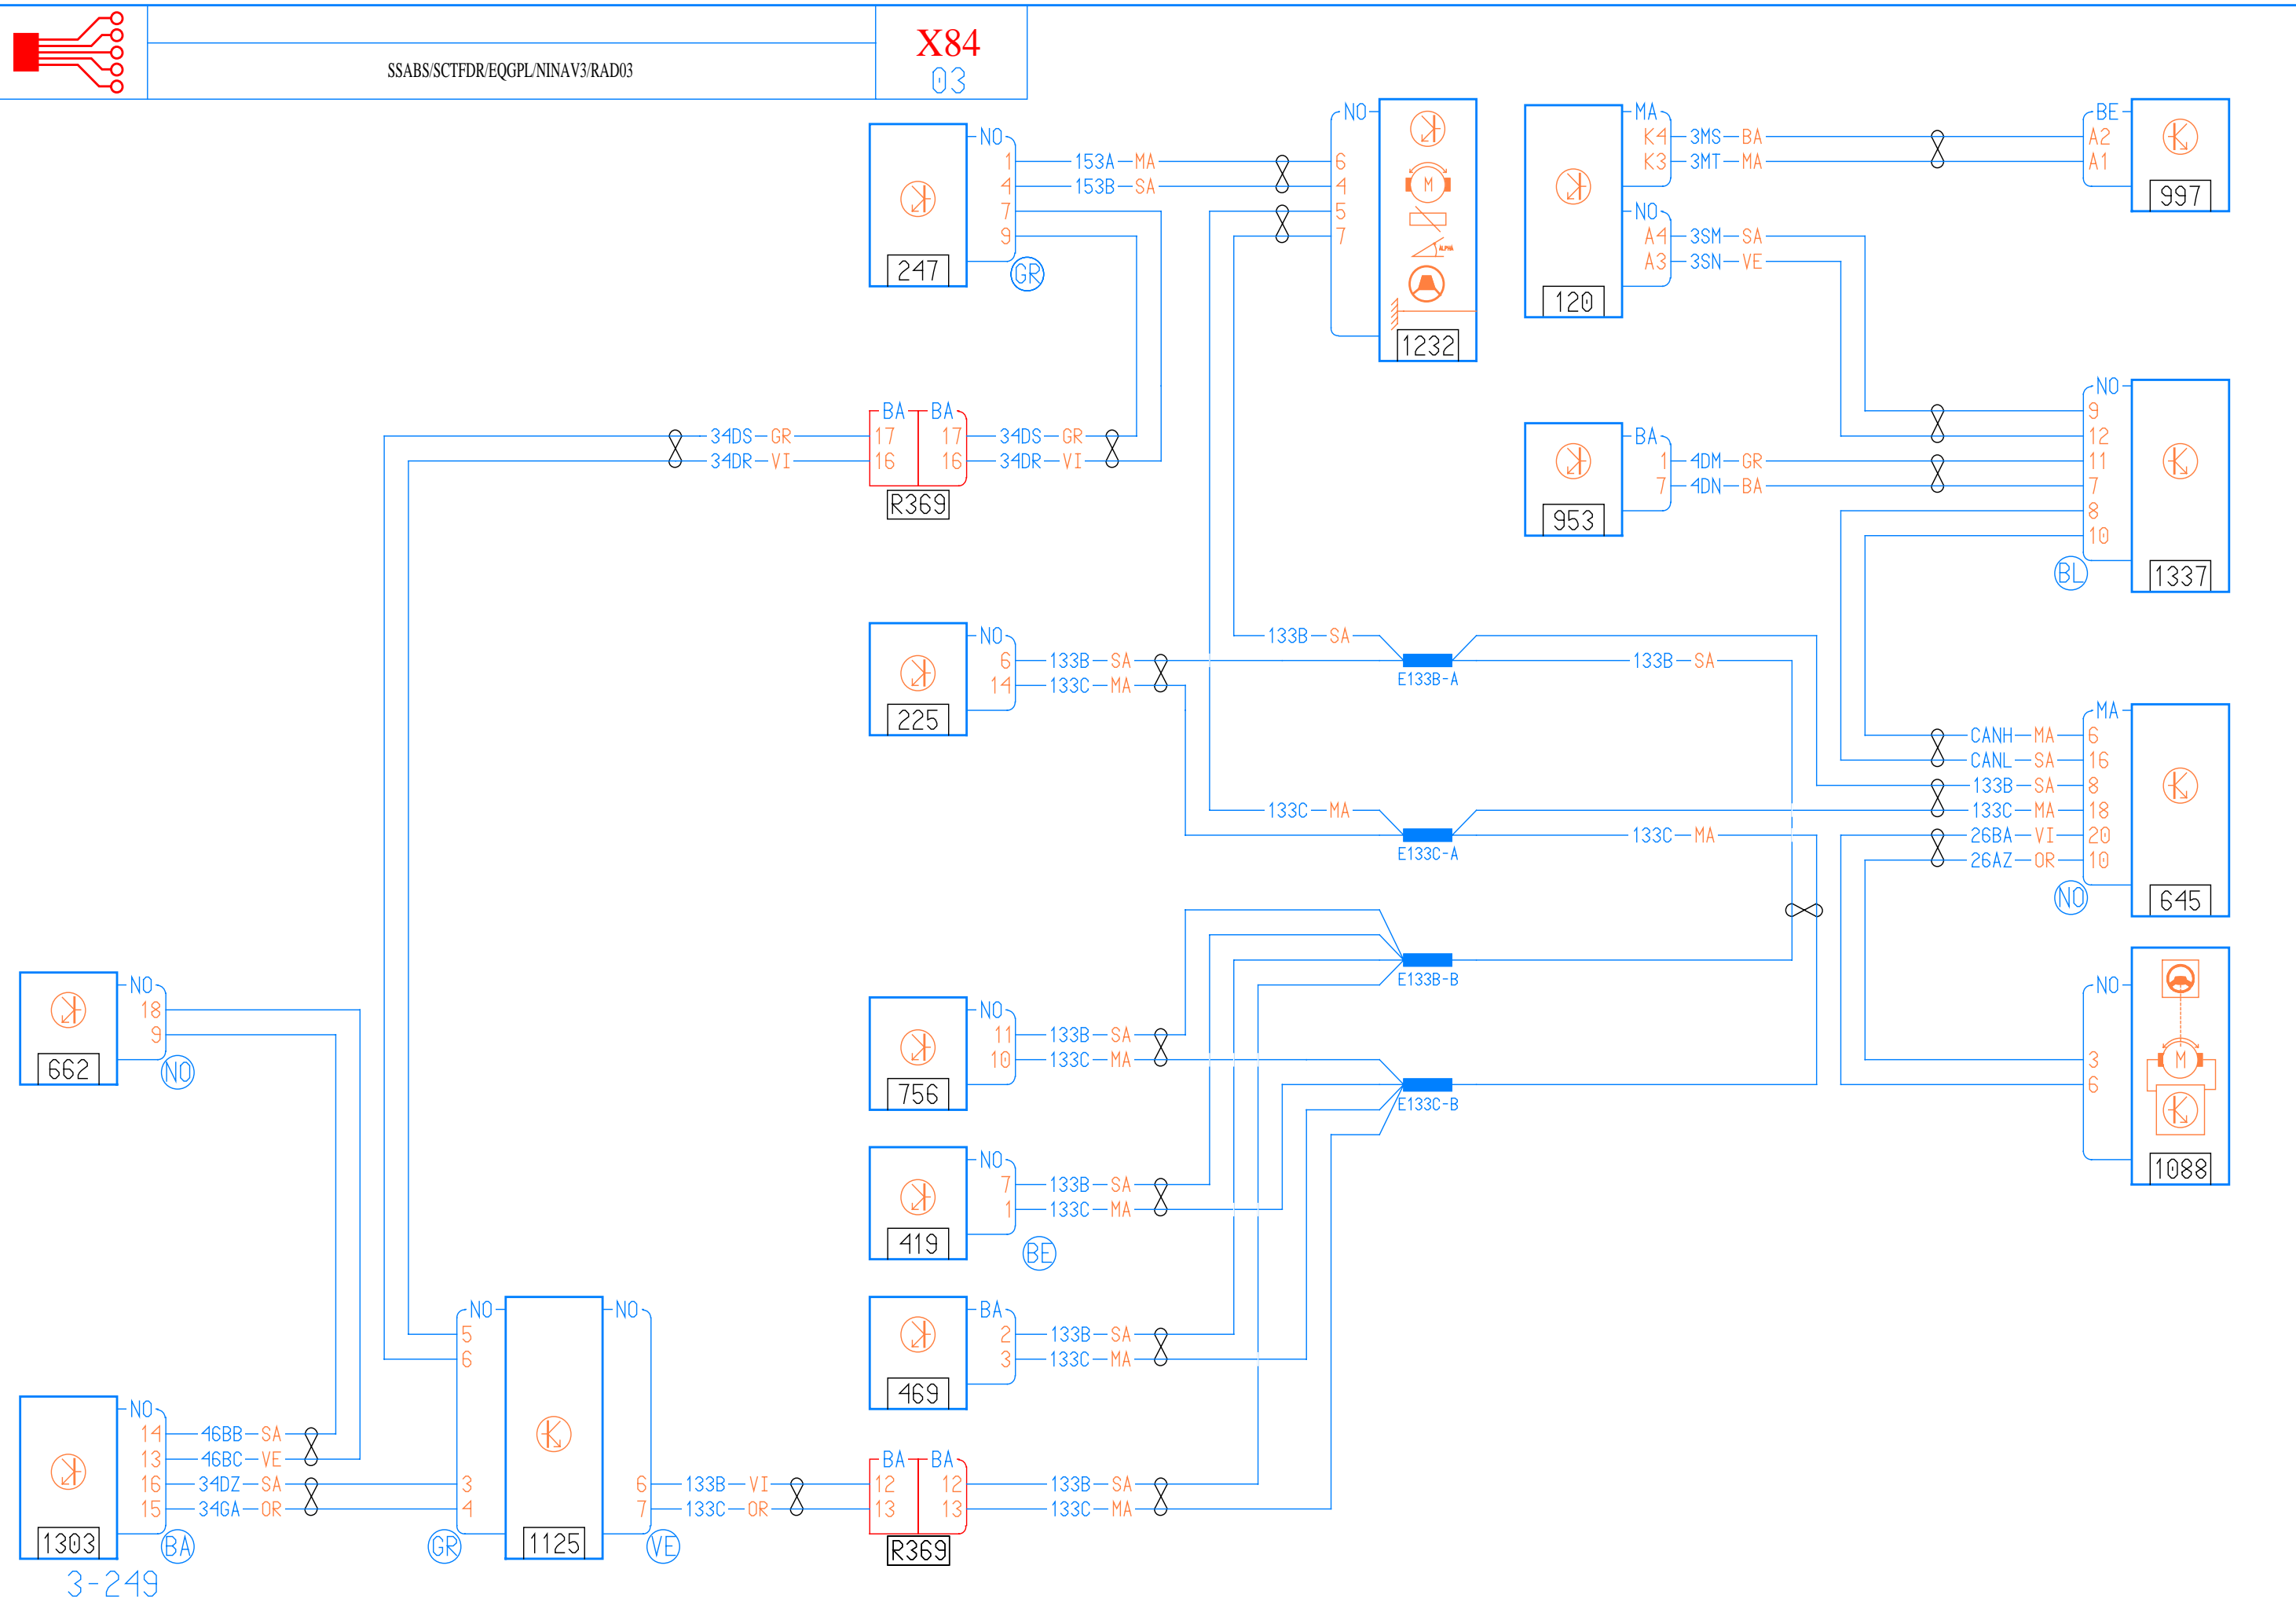 SSABS/SCTFDR/EQGPL/NINAV3/RAD03
X84
03
NO
1 153A MA
4 153B SA
7
9
247
GR
NO
6
4
5
7
M
ALPHA
1232
MA
K4 3MS BA
K3 3MT MA
NO
A4 3SM SA
A3 3SN VE
120
BE
A2
A1
997
34DS GR
34DR VI
BA BA
17 17
16 16
R369
34DS GR
34DR VI
BA
1 4DM GR
7 4DN BA
953
NO
9
12
11
7
8
10
BL
1337
NO
6 133B SA
14 133C MA
225
133B SA
E133B-A
133B SA
133C MA
E133C-A
133C MA
MA
CANH MA 6
CANL SA 16
133B SA 8
133C MA 18
26BA VI 20
26AZ OR 10
NO
645
E133B-B
E133C-B
NO
3
6
M
1088
NO
18
9
662
NO
NO
11 133B SA
10 133C MA
756
NO
7 133B SA
1 133C MA
419
BE
BA
2 133B SA
3 133C MA
469
NO
14 46BB SA
13 46BC VE
16 34DZ SA
15 34GA OR
1303
BA
NO
5
6
3
4
GR
1125
NO
6 133B VI
7 133C OR
VE
BA BA
12 12
13 13
R369
133B SA
133C MA
3-249